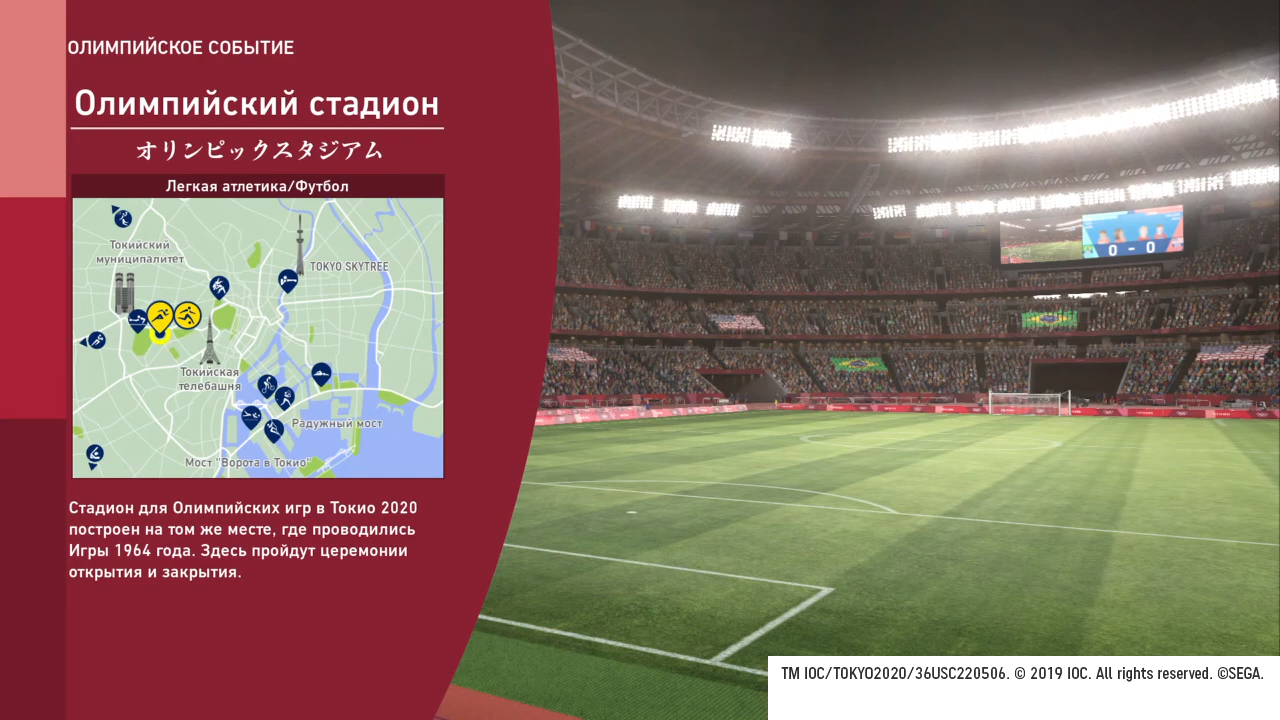 ОЛИМПИЙСКОЕ СОБЫТИЕ
Олимпийский стадион
オリンピックスタジアム
Легкая атлетика/Футбол
Токийский
муниципалитет
TOKYO SKYTREE
Токийская
телебашня
Радужный мост
Мост "Ворота в Токио"
Стадион для Олимпийских игр в Токио 2020
построен на том же месте, где проводились
Игры 1964 года. Здесь пройдут церемонии
открытия и закрытия.
0 - 0
TM IOC/TOKYO2020/36USC220506. © 2019 IOC. All rights reserved. ©SEGA.